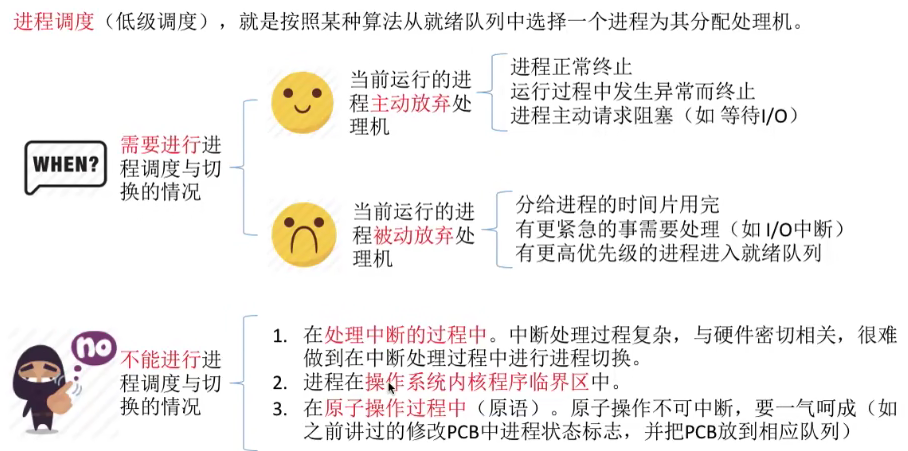 进程调度（低级调度），就是按照某种算法从就绪队列中选择一个进程为其分配处理机。
WHEN?
需要进行进
程调度与切
换的情况
当前运行的进
程主动放弃处
理机
进程正常终止
运行过程中发生异常而终止
进程主动请求阻塞（如 等待I/O）
当前运行的进
程被动放弃处
理机
分给进程的时间片用完
有更紧急的事需要处理（如 I/O中断）
有更高优先级的进程进入就绪队列
no
不能进行进
程调度与切
换的情况
1. 在处理中断的过程中。中断处理过程复杂，与硬件密切相关，很难
做到在中断处理过程中进行进程切换。
2. 进程在操作系统内核程序临界区中。
3. 在原子操作过程中（原语）。原子操作不可中断，要一气呵成（如
之前讲过的修改PCB中进程状态标志，并把PCB放到相应队列）